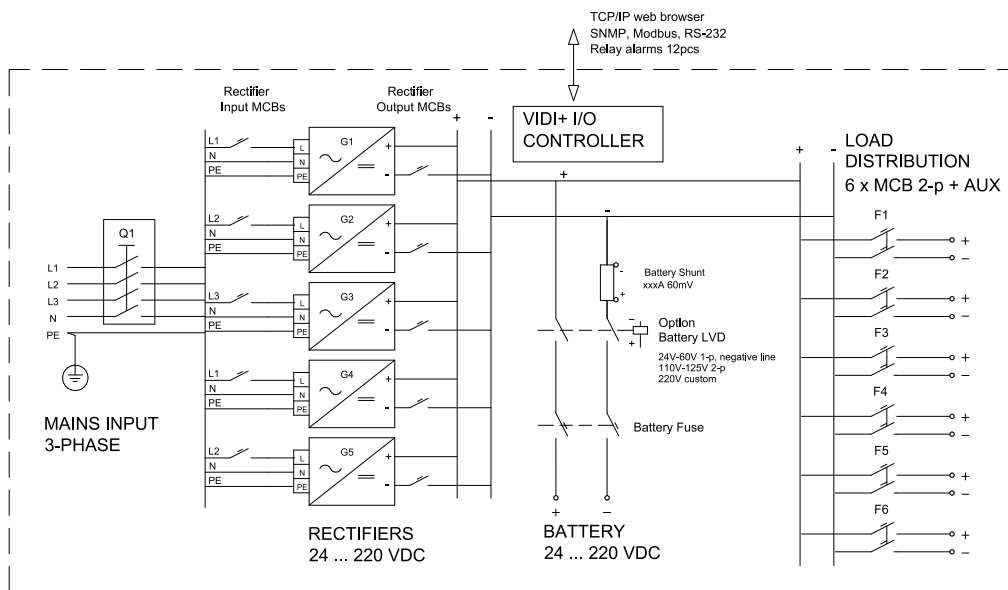 TCP/IP web browser
SNMP, Modbus, RS-232
Relay alarms 12pcs
Rectifier
Input MCBs
Rectifier
Output MCBs
+ -
VIDI+ I/O
CONTROLLER
LOAD
DISTRIBUTION
6 x MCB 2-p + AUX
+ -
L1
N
PE
L
N
PE
G1
+
-
L2
N
PE
L
N
PE
G2
+
-
L3
N
PE
L
N
PE
G3
+
-
L1
N
PE
L
N
PE
G4
+
-
L2
N
PE
L
N
PE
G5
+
-
Q1
L1
L2
L3
N
PE
MAINS INPUT
3-PHASE
RECTIFIERS
24 ... 220 VDC
+
-
-
+
Battery Shunt
xxxA 60mV
-
+
Option
Battery LVD
24V-60V 1-p, negative line
110V-125V 2-p
220V custom
Battery Fuse
+ -
BATTERY
24 ... 220 VDC
F1
+
-
F2
+
-
F3
+
-
F4
+
-
F5
+
-
F6
+
-